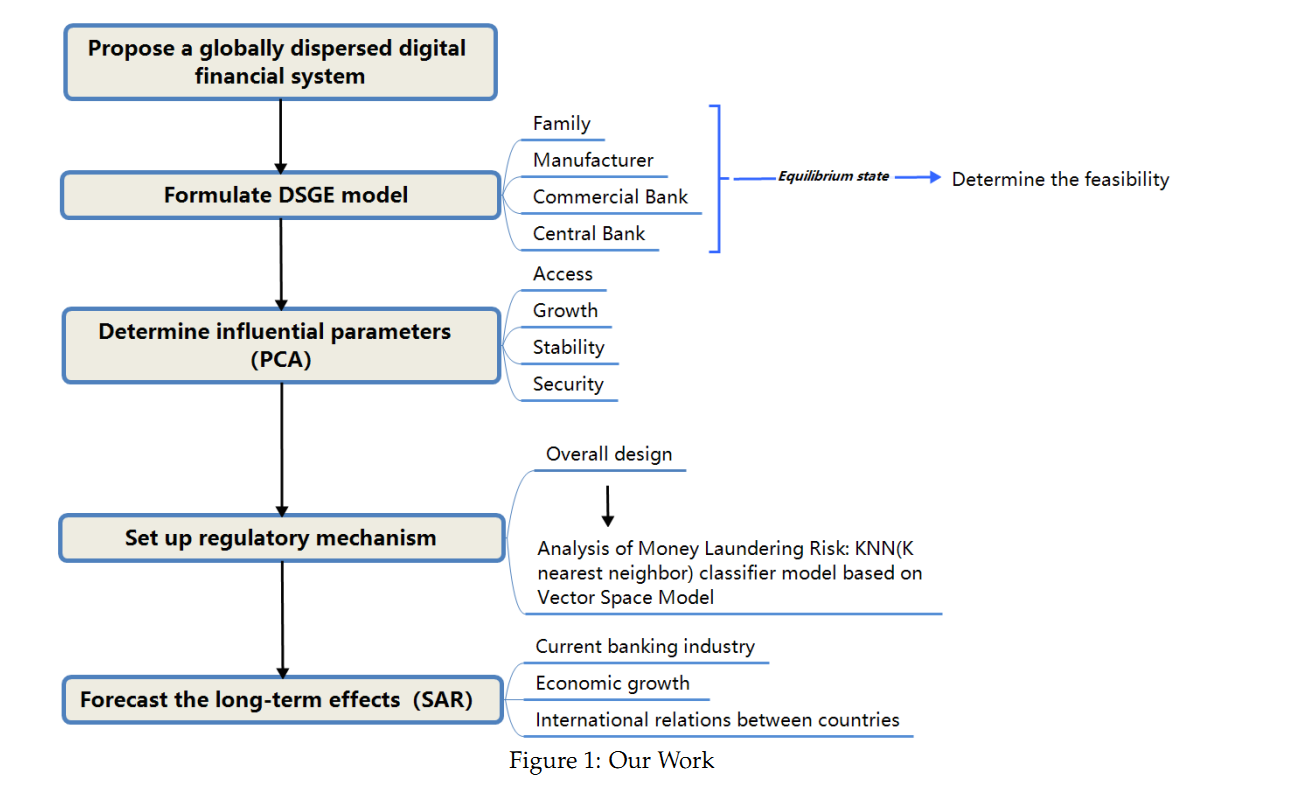 Propose a globally dispersed digital
financial system
Formulate DSGE model
Family
Manufacturer
Commercial Bank
Central Bank
Equilibrium state
Determine the feasibility
Determine influential parameters
（PCA）
Access
Growth
Stability
Security
Set up regulatory mechanism
Overall design
Analysis of Money Laundering Risk: KNN(K
nearest neighbor) classifier model based on
Vector Space Model
Forecast the long-term effects（SAR）
Current banking industry
Economic growth
International relations between countries
Figure 1: Our Work